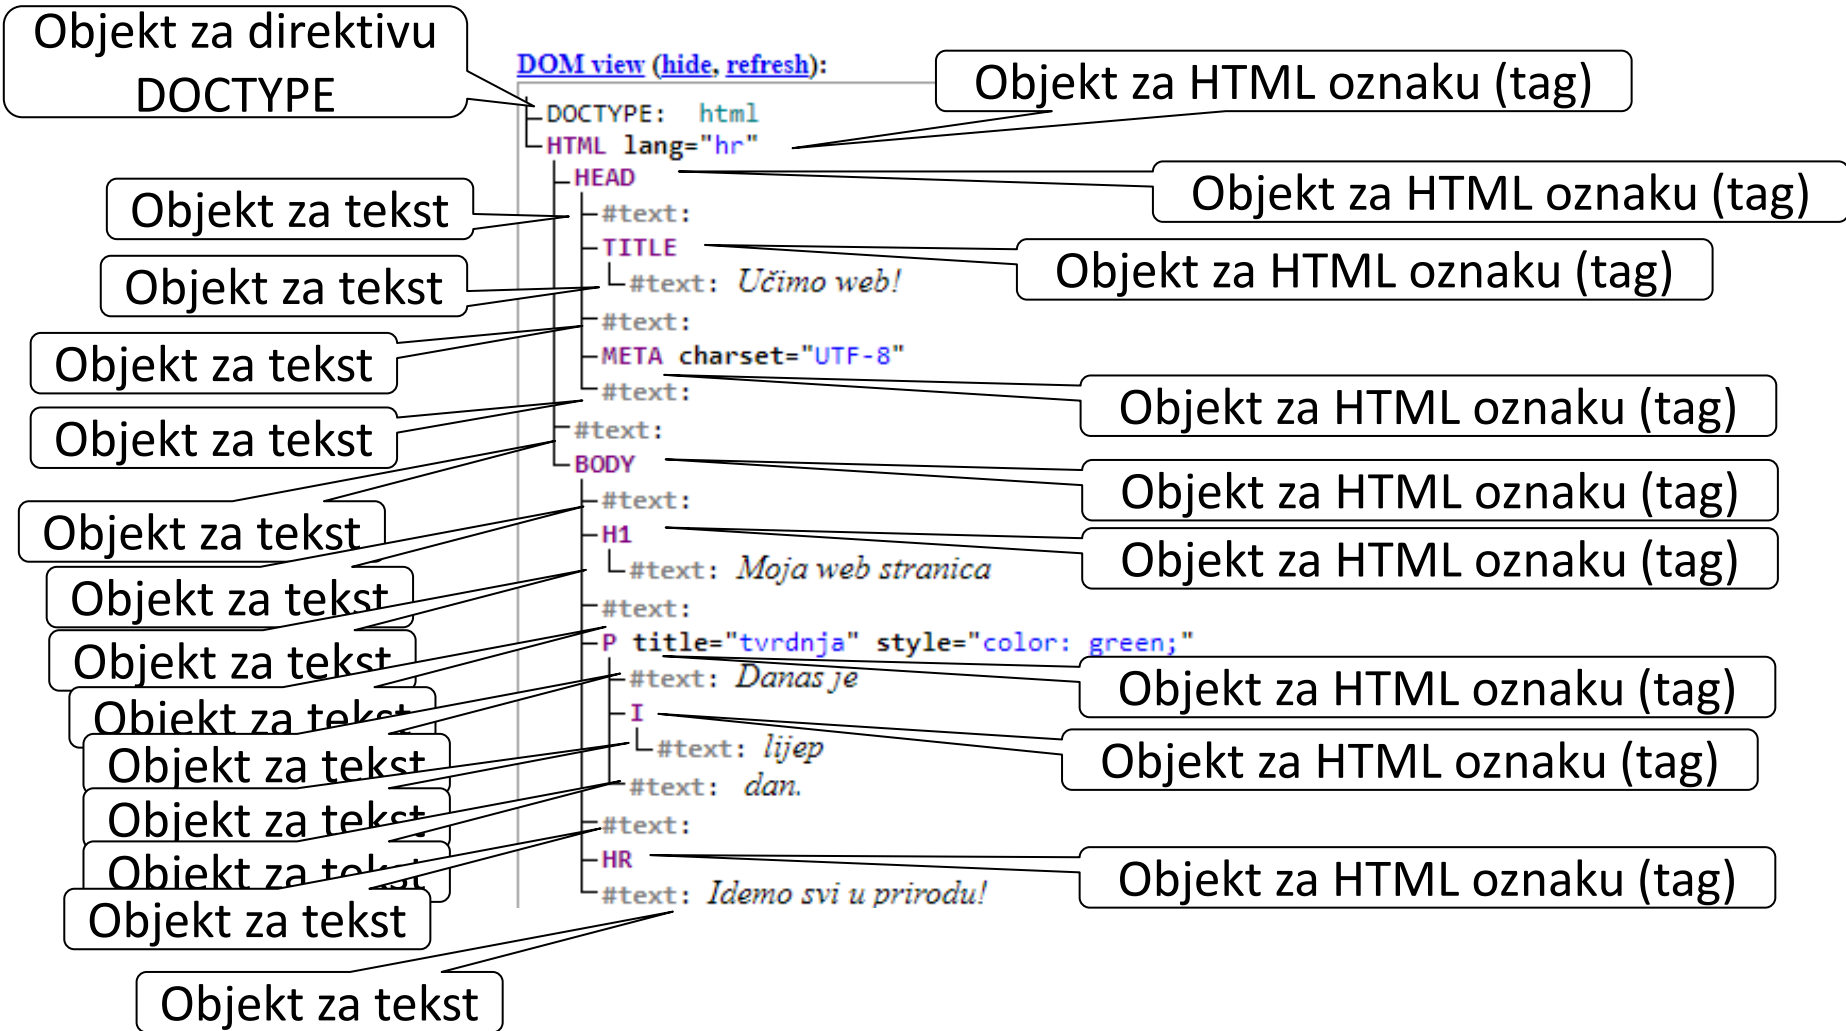 Objekt za direktivu
DOCTYPE
DOM view (hide, refresh):
Objekt za HTML oznaku (tag)
DOCTYPE: html
HTML lang="hr"
HEAD
Objekt za HTML oznaku (tag)
Objekt za tekst
#text:
TITLE
Objekt za HTML oznaku (tag)
Objekt za tekst
#text: Učimo web!
#text:
Objekt za tekst
META charset="UTF-8"
#text:
Objekt za HTML oznaku (tag)
Objekt za tekst
#text:
BODY
Objekt za HTML oznaku (tag)
#text:
Objekt za tekst
H1
Objekt za HTML oznaku (tag)
#text: Moja web stranica
Objekt za tekst
#text:
P title="tvrdnja" style="color: green;"
Objekt za tekst
#text: Danas je
Objekt za HTML oznaku (tag)
Objekt za tekst
I
#text: lijep
Objekt za HTML oznaku (tag)
Objekt za tekst
#text: dan.
Objekt za tekst
#text:
HR
Objekt za tekst
Objekt za HTML oznaku (tag)
#text: Idemo svi u prirodu!
Objekt za tekst
Objekt za tekst